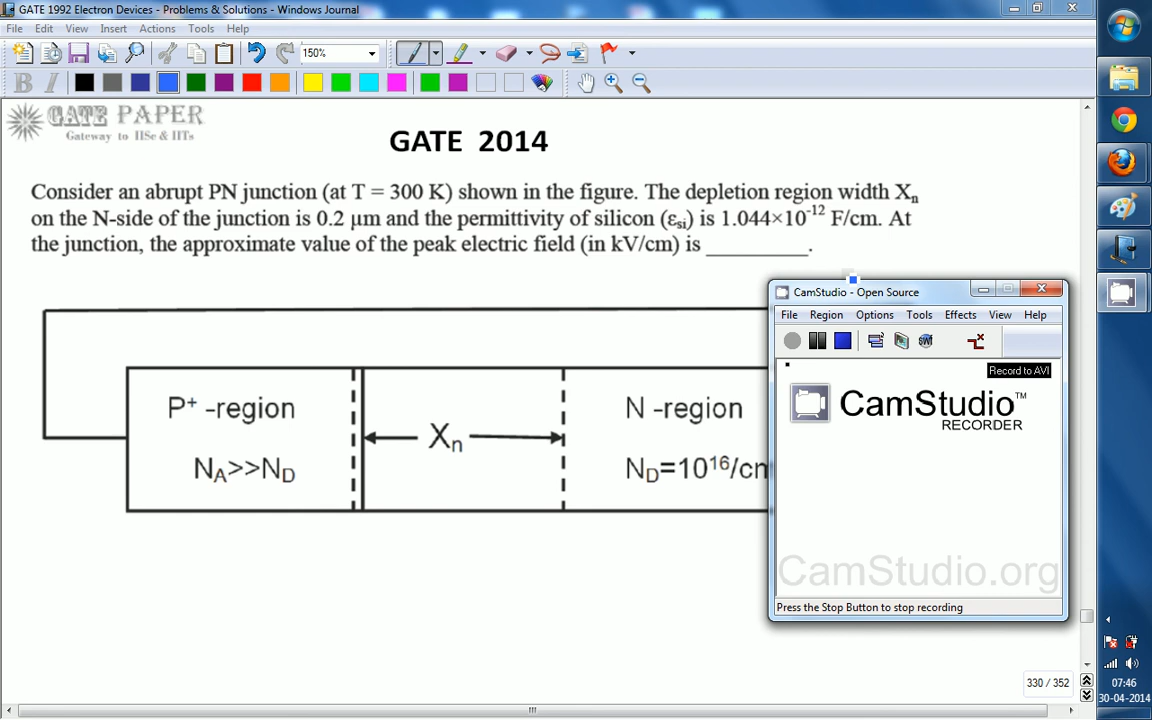 GATE 1992 Electron Devices - Problems & Solutions - Windows Journal
File Edit View Insert Actions Tools Help
150%
B I
GATE PAPER
Gateway to IISc & IITs
GATE 2014
Consider an abrupt PN junction (at T = 300 K) shown in the figure. The depletion region width Xₙ
on the N-side of the junction is 0.2 µm and the permittivity of silicon (εₛᵢ) is 1.044×10⁻¹² F/cm. At
the junction, the approximate value of the peak electric field (in kV/cm) is __________.
CamStudio - Open Source
File Region Options Tools Effects View Help
SWF
Record to AVI
CamStudio™
RECORDER
CamStudio.org
Press the Stop Button to stop recording
P⁺ -region
N_A>>N_D
Xₙ
N -region
N_D=10¹⁶/cm
330 / 352
07:46
30-04-2014